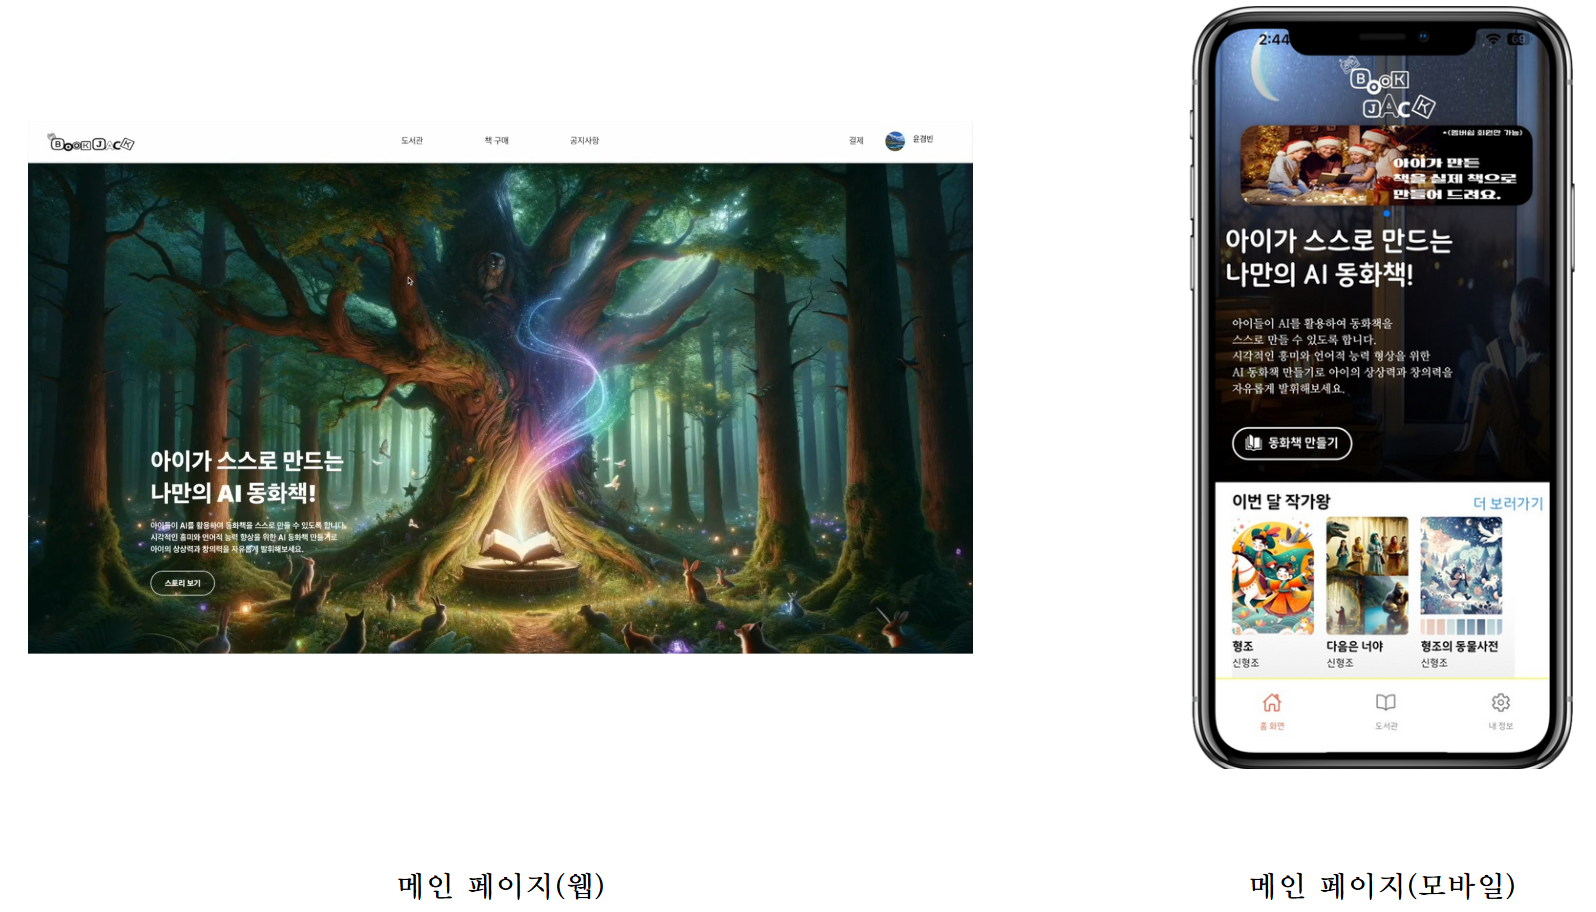 BOOK JACK
도서관
책 구매
공지사항
결제
윤경빈
아이가 스스로 만드는
나만의 AI 동화책!
아이들이 AI를 활용하여 동화책을 스스로 만들 수 있도록 합니다.
시각적인 흥미와 언어적 능력 향상을 위한 AI 동화책 만들기로
아이의 상상력과 창의력을 자유롭게 발휘해보세요.
스토리 보기
메인 페이지(웹)
2:44
69
BOOK
JACK
*(멤버쉽 회원만 가능)
아이가 만든
책을 실제 책으로
만들어 드려요.
아이가 스스로 만드는
나만의 AI 동화책!
아이들이 AI를 활용하여 동화책을
스스로 만들 수 있도록 합니다.
시각적인 흥미와 언어적 능력 형상을 위한
AI 동화책 만들기로 아이의 상상력과 창의력을
자유롭게 발휘해보세요.
동화책 만들기
이번 달 작가왕
더 보러가기
형조
신형조
다음은 너야
신형조
형조의 동물사전
신형조
홈 화면
도서관
내 정보
메인 페이지(모바일)